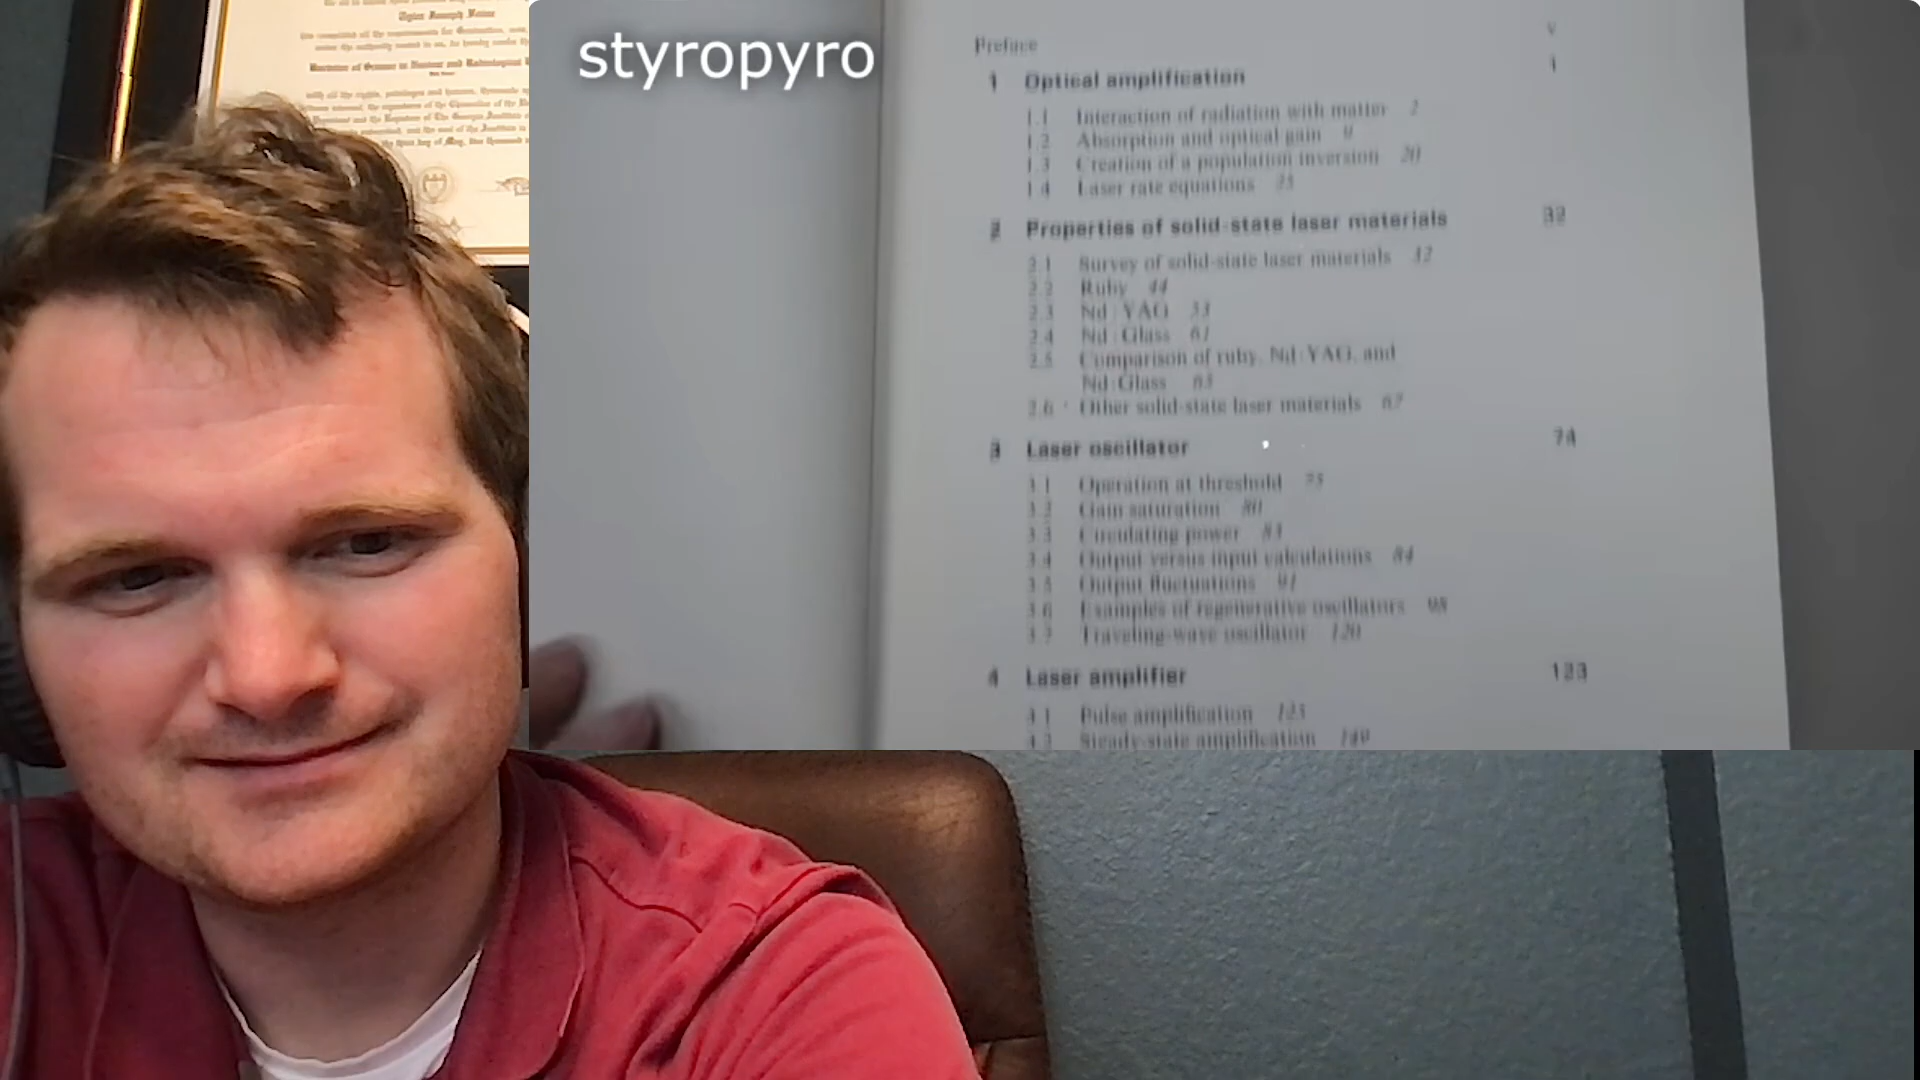 styropyro
Bachelor of Science in Nuclear and Radiological
Preface v
1 Optical amplification 1
1.1 Interaction of radiation with matter 2
1.2 Absorption and optical gain 9
1.3 Creation of a population inversion 20
1.4 Laser rate equations 25
2 Properties of solid-state laser materials 32
2.1 Survey of solid-state laser materials 32
2.2 Ruby 44
2.3 Nd:YAG 53
2.4 Nd:Glass 61
2.5 Comparison of ruby, Nd:YAG, and
Nd:Glass 65
2.6 Other solid-state laser materials 67
3 Laser oscillator 74
3.1 Operation at threshold 75
3.2 Gain saturation 80
3.3 Circulating power 83
3.4 Output versus input calculations 84
3.5 Output fluctuations 91
3.6 Examples of regenerative oscillators 98
3.7 Traveling-wave oscillator 120
4 Laser amplifier 123
4.1 Pulse amplification 125
4.2 Steady-state amplification 149